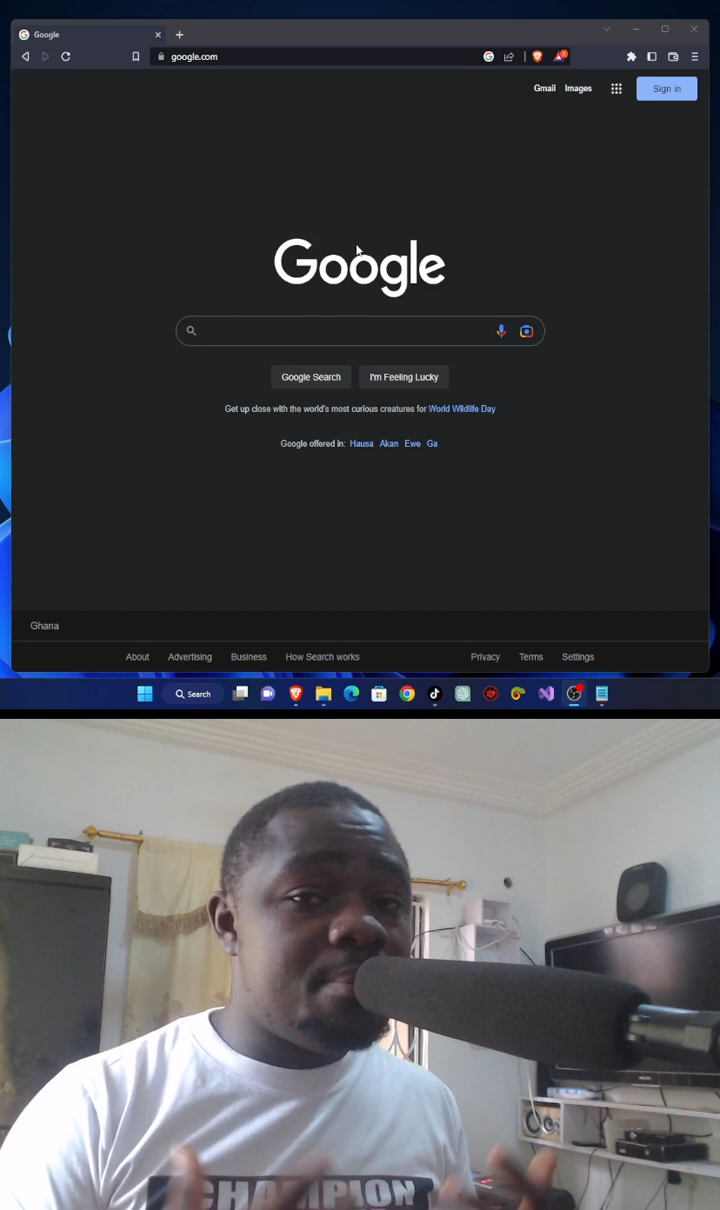 Google
google.com
Gmail Images Sign in
Google
Google Search I'm Feeling Lucky
Get up close with the world's most curious creatures for World Wildlife Day
Google offered in: Hausa Akan Ewe Ga
Ghana
About Advertising Business How Search works Privacy Terms Settings
Search
CHAMPION